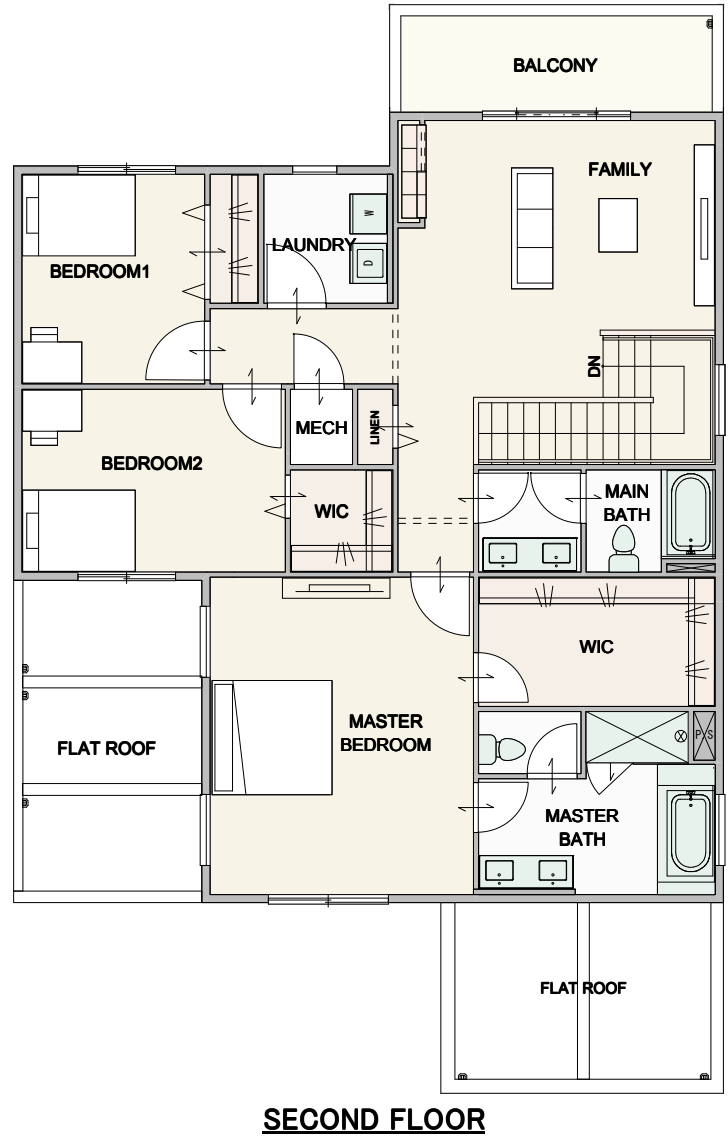 BALCONY
FAMILY
W
LAUNDRY
BEDROOM1
D
DN
LINEN
MECH
BEDROOM2
MAIN
BATH
WIC
WIC
MASTER
BEDROOM
P S
FLAT ROOF
MASTER
BATH
FLAT ROOF
SECOND FLOOR